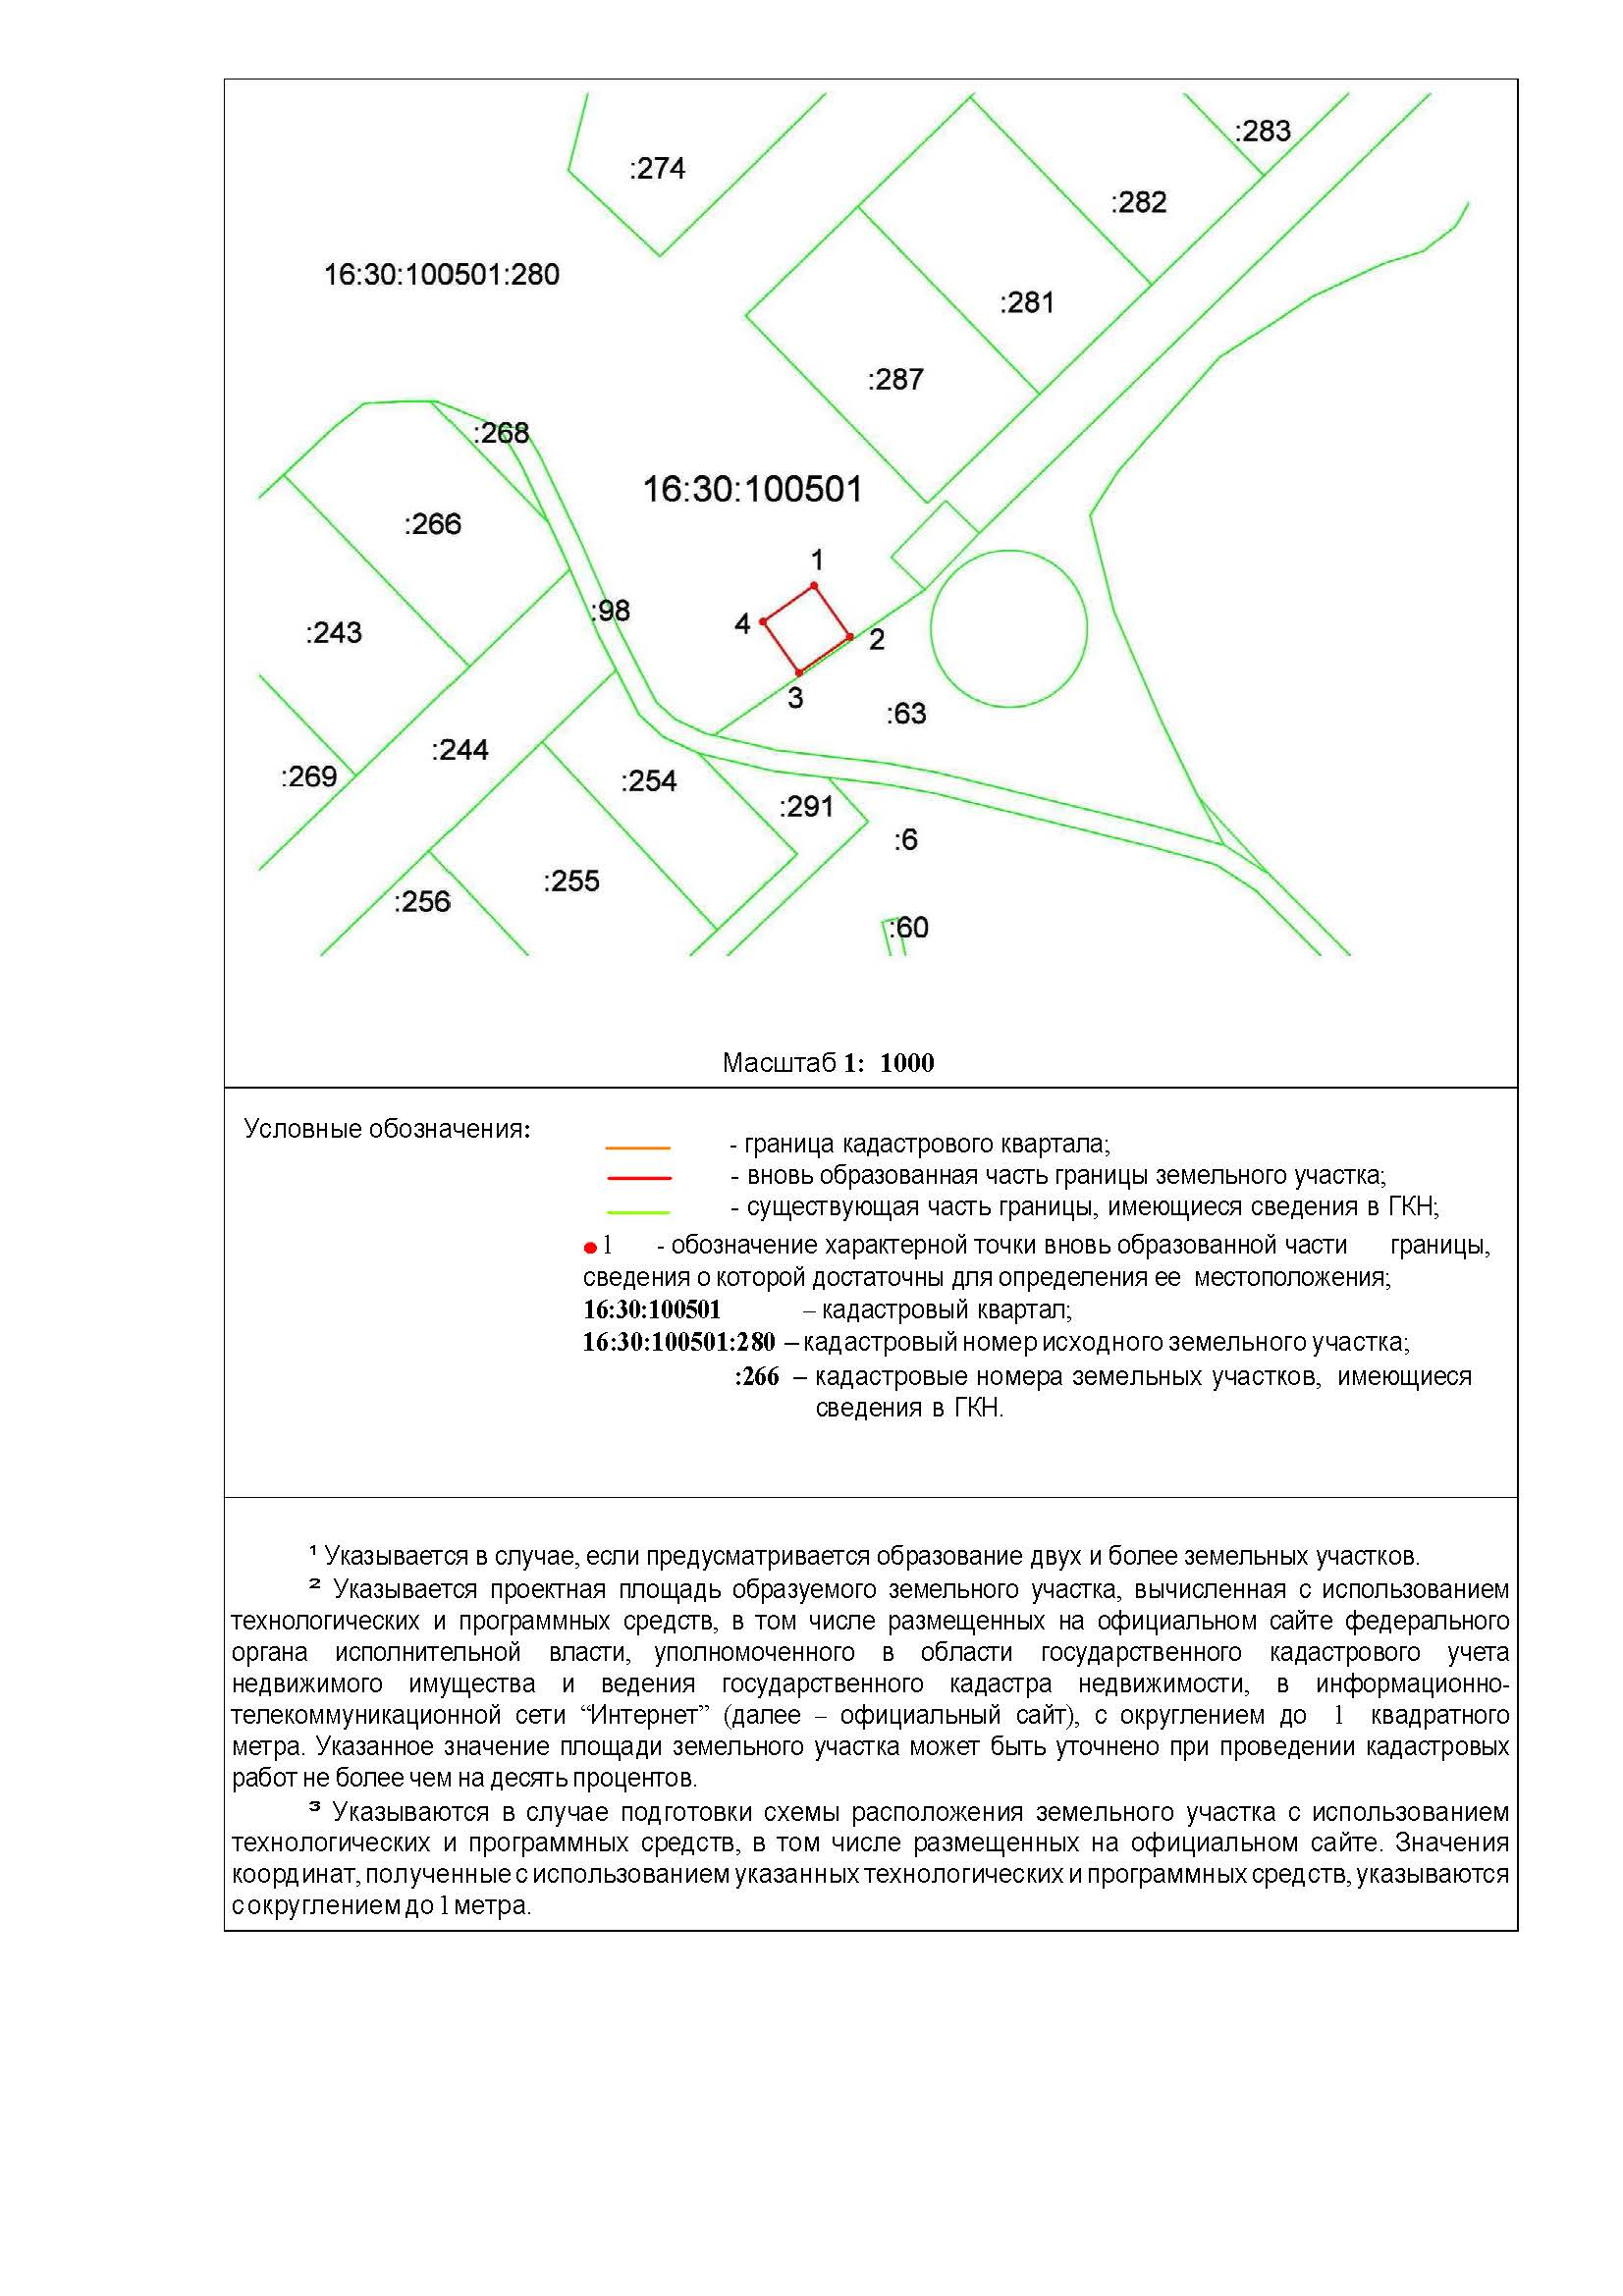 :283
:274
:282
16:30:100501:280
:281
:287
:268
16:30:100501
:266
1
:98
4
:243
2
3
:63
:244
:269
:254
:291
:6
:255
:256
:60
Масштаб 1: 1000
Условные обозначения:
- граница кадастрового квартала;
- вновь образованная часть границы земельного участка;
- существующая часть границы, имеющиеся сведения в ГКН;
1 - обозначение характерной точки вновь образованной части границы,
сведения о которой достаточны для определения ее местоположения;
16:30:100501 – кадастровый квартал;
16:30:100501:280 – кадастровый номер исходного земельного участка;
:266 – кадастровые номера земельных участков, имеющиеся
сведения в ГКН.
¹ Указывается в случае, если предусматривается образование двух и более земельных участков.
² Указывается проектная площадь образуемого земельного участка, вычисленная с использованием
технологических и программных средств, в том числе размещенных на официальном сайте федерального
органа исполнительной власти, уполномоченного в области государственного кадастрового учета
недвижимого имущества и ведения государственного кадастра недвижимости, в информационно-
телекоммуникационной сети “Интернет” (далее – официальный сайт), с округлением до 1 квадратного
метра. Указанное значение площади земельного участка может быть уточнено при проведении кадастровых
работ не более чем на десять процентов.
³ Указываются в случае подготовки схемы расположения земельного участка с использованием
технологических и программных средств, в том числе размещенных на официальном сайте. Значения
координат, полученные с использованием указанных технологических и программных средств, указываются
с округлением до 1 метра.